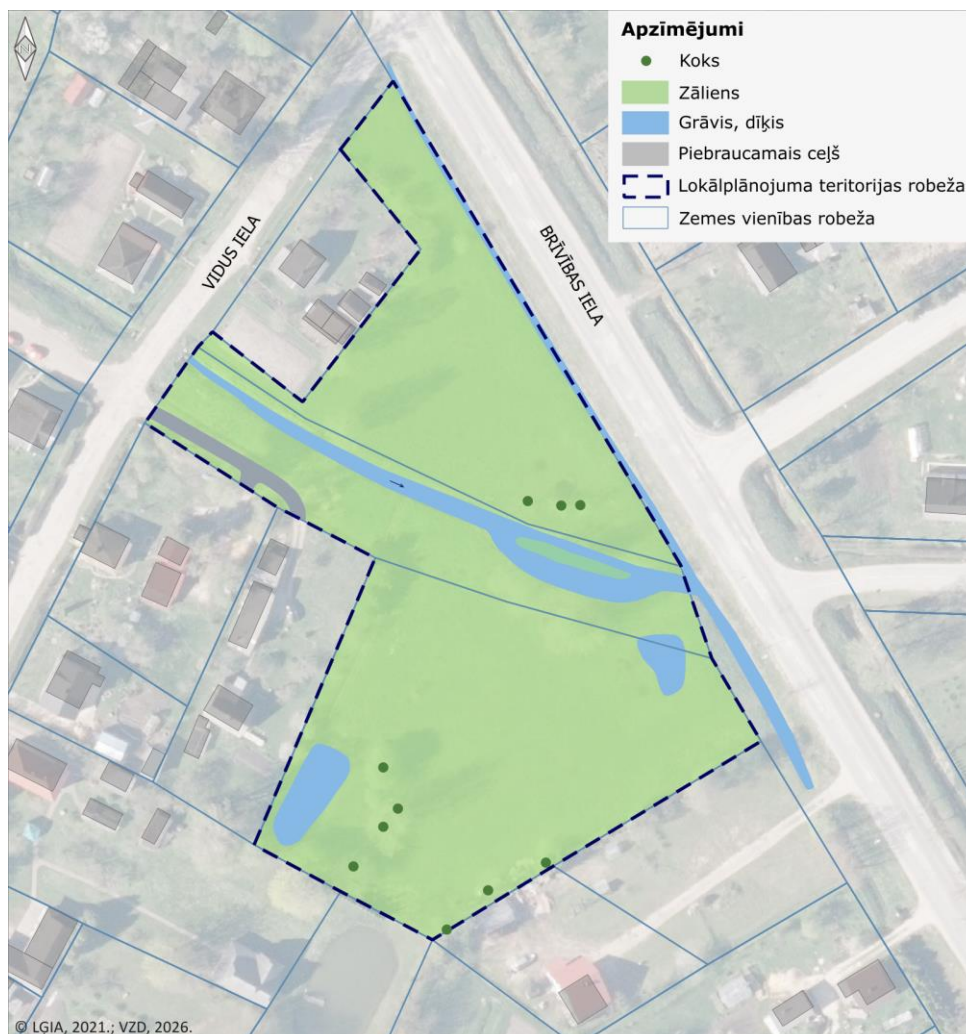 Apzīmējumi
Koks
Zāliens
Grāvis, dīķis
Piebraucamais ceļš
Lokālplānojuma teritorijas robeža
Zemes vienības robeža
VIDUS IELA
BRĪVĪBAS IELA
© LGIA, 2021.; VZD, 2026.